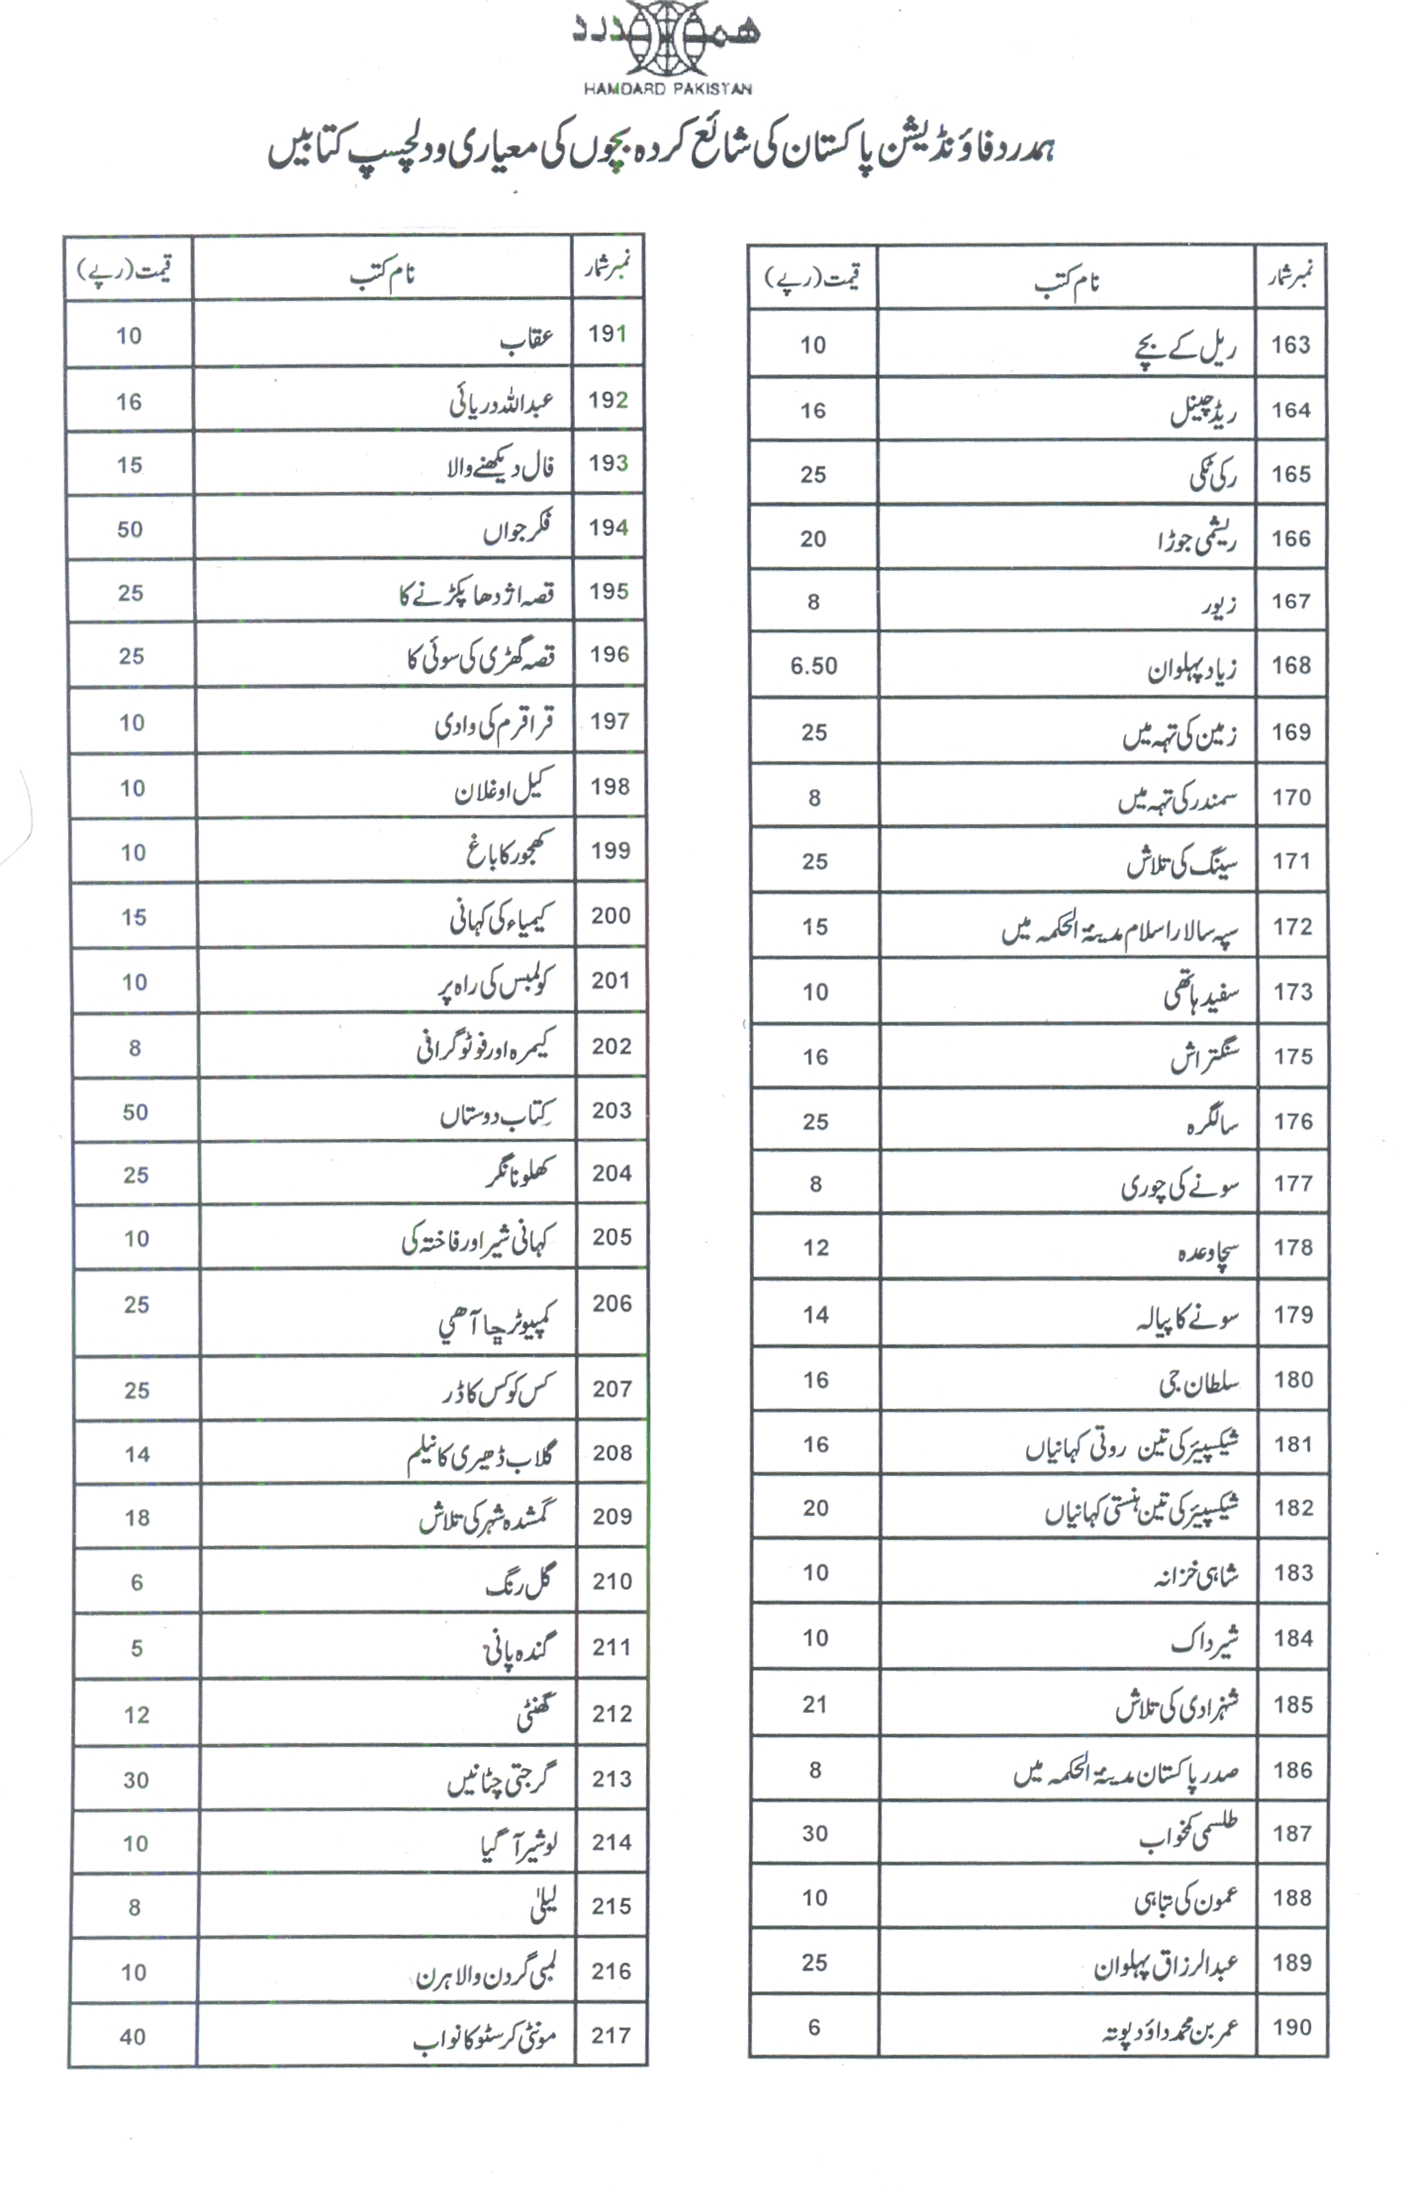 ہمدرد
HAMDARD PAKISTAN
ہمدرد فاؤنڈیشن پاکستان کی شائع کردہ بچوں کی معیاری و دلچسپ کتابیں
نمبر شمار نام کتب قیمت (رپے)
163 ریل کے بچے 10
164 ریڈ چینل 16
165 رکی ٹکی 25
166 ریشمی جوڑا 20
167 زیور 8
168 زیاد پہلوان 6.50
169 زمین کی تہہ میں 25
170 سمندر کی تہہ میں 8
171 سینگ کی تلاش 25
172 سپہ سالار اسلام مدینۃ الحکمہ میں 15
173 سفید ہاتھی 10
175 سنگتراش 16
176 سالگرہ 25
177 سونے کی چوری 8
178 سچا وعدہ 12
179 سونے کا پیالہ 14
180 سلطان جی 16
181 شیکسپیئر کی تین روتی کہانیاں 16
182 شیکسپیئر کی تین ہنستی کہانیاں 20
183 شاہی خزانہ 10
184 شیرداک 10
185 شہزادی کی تلاش 21
186 صدر پاکستان مدینۃ الحکمہ میں 8
187 طلسمی کمخواب 30
188 عمون کی تباہی 10
189 عبدالرزاق پہلوان 25
190 عمر بن محمد داؤد پوتہ 6
نمبر شمار نام کتب قیمت (رپے)
191 عقاب 10
192 عبداللہ دریائی 16
193 فال دیکھنے والا 15
194 فکر جواں 50
195 قصہ اژدھا پکڑنے کا 25
196 قصہ گھڑی کی سوئی کا 25
197 قراقرم کی وادی 10
198 کیل اوغلان 10
199 کھجور کا باغ 10
200 کیمیاء کی کہانی 15
201 کولمبس کی راہ پر 10
202 کیمرہ اور فوٹو گرافی 8
203 کتاب دوستاں 50
204 کھلونا نگر 25
205 کہانی شیر اور فاختہ کی 10
206 کمپیوٹر ڇا آهي 25
207 کس کو کس کا ڈر 25
208 گلاب ڈھیری کا نیلم 14
209 گمشدہ شہر کی تلاش 18
210 گل رنگ 6
211 گندہ پانی 5
212 گھنٹی 12
213 گرجتی چٹانیں 30
214 لو شیر آ گیا 10
215 لیلیٰ 8
216 لمبی گردن والا ہرن 10
217 مونٹی کرسٹو کا نواب 40